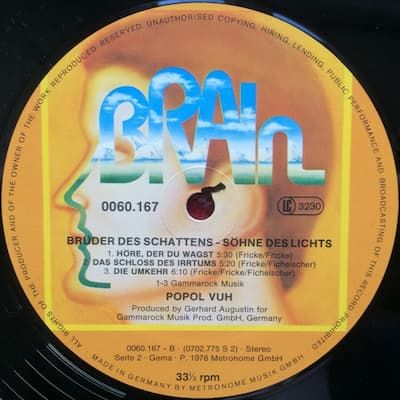 ALL RIGHTS OF THE PRODUCER AND OF THE OWNER OF THE WORK REPRODUCED RESERVED. UNAUTHORISED COPYING, HIRING, LENDING, PUBLIC PERFORMANCE AND BROADCASTING OF THIS RECORD PROHIBITED
BRAIN
0060.167
LC 3230
BRÜDER DES SCHATTENS - SÖHNE DES LICHTS
1. HÖRE, DER DU WAGST 5:30 (Fricke/Fricke)
2. DAS SCHLOSS DES IRRTUMS 5:20 (Fricke/Fichelscher)
3. DIE UMKEHR 6:10 (Fricke/Fichelscher)
1-3 Gammarock Musik
POPOL VUH
Produced by Gerhard Augustin for
Gammarock Musik Prod. GmbH, Germany
0060.167 - B · (0702.775 S 2) · Stereo
Seite 2 · Gema · P. 1978 Metronome GmbH
33⅓ rpm
MADE IN GERMANY BY METRONOME MUSIK GMBH